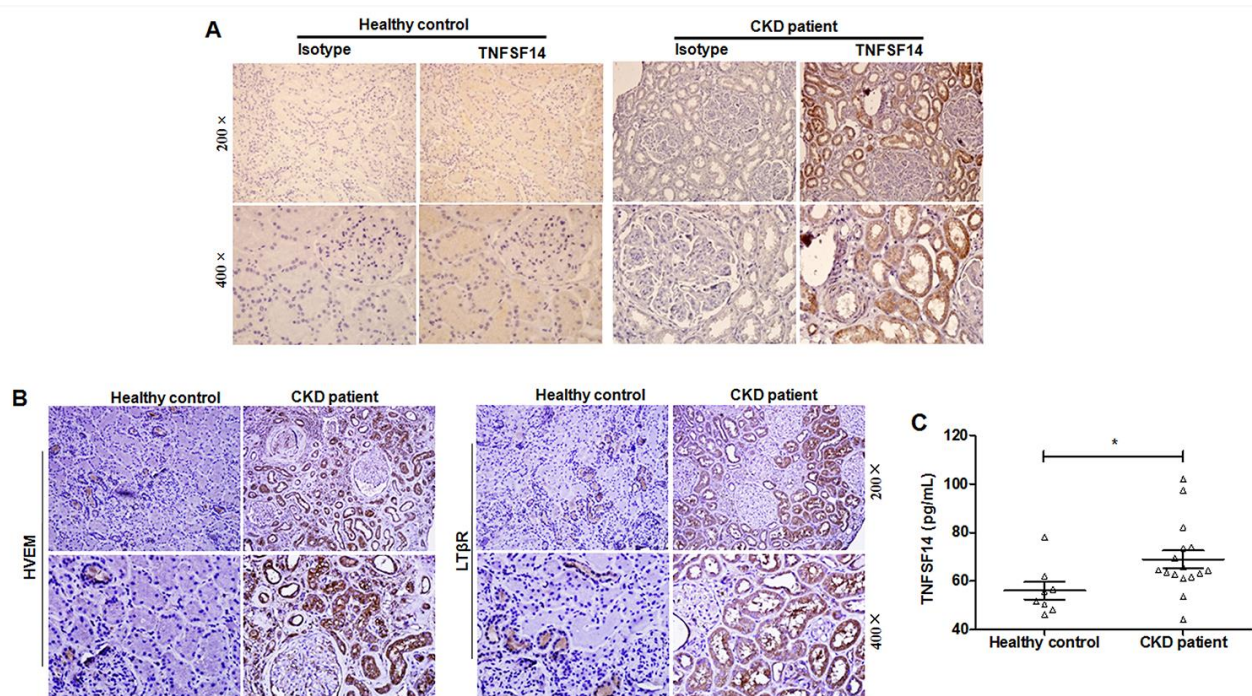 A
Healthy control
CKD patient
Isotype
TNFSF14
Isotype
TNFSF14
200×
400×
B
Healthy control
CKD patient
Healthy control
CKD patient
HVEM
LTβR
200×
400×
C
*
120
100
80
60
40
TNFSF14 (pg/mL)
Healthy control
CKD patient